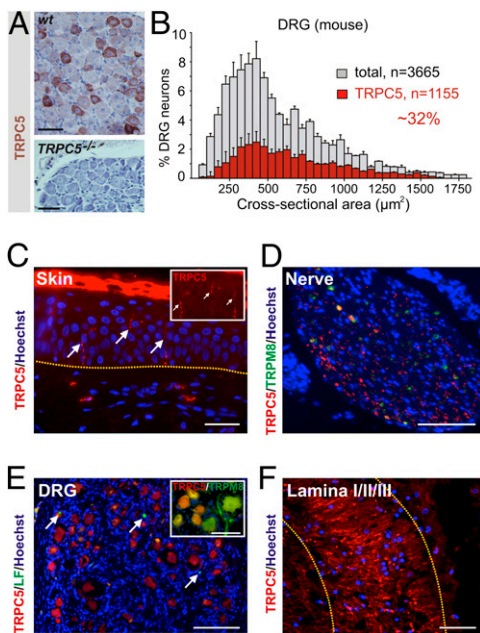 A
wt
TRPC5
TRPC5-/-
B
DRG (mouse)
total, n=3665
TRPC5, n=1155
~32%
% DRG neurons
10
8
6
4
2
0
250 500 750 1000 1250 1500 1750
Cross-sectional area (µm²)
C
Skin
TRPC5
TRPC5/Hoechst
D
Nerve
TRPC5/TRPM8/Hoechst
E
DRG
TRPC5/TRPM8
TRPC5/LF/Hoechst
F
Lamina I/II/III
TRPC5/Hoechst